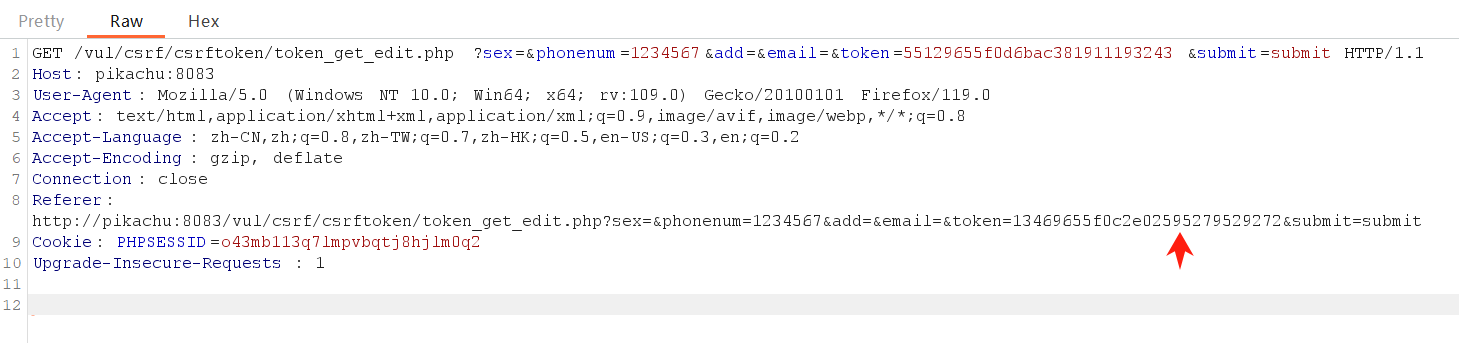 Pretty Raw Hex
1 GET /vul/csrf/csrftoken/token_get_edit.php ?sex=&phonenum=1234567&add=&email=&token=55129655f0d6bac381911193243 &submit=submit HTTP/1.1
2 Host: pikachu:8083
3 User-Agent: Mozilla/5.0 (Windows NT 10.0; Win64; x64; rv:109.0) Gecko/20100101 Firefox/119.0
4 Accept: text/html,application/xhtml+xml,application/xml;q=0.9,image/avif,image/webp,*/*;q=0.8
5 Accept-Language: zh-CN,zh;q=0.8,zh-TW;q=0.7,zh-HK;q=0.5,en-US;q=0.3,en;q=0.2
6 Accept-Encoding: gzip, deflate
7 Connection: close
8 Referer:
http://pikachu:8083/vul/csrf/csrftoken/token_get_edit.php?sex=&phonenum=1234567&add=&email=&token=13469655f0c2e02595279529272&submit=submit
9 Cookie: PHPSESSID=o43mb113q7lmpvbqtj8hjlm0q2
10 Upgrade-Insecure-Requests: 1
11
12